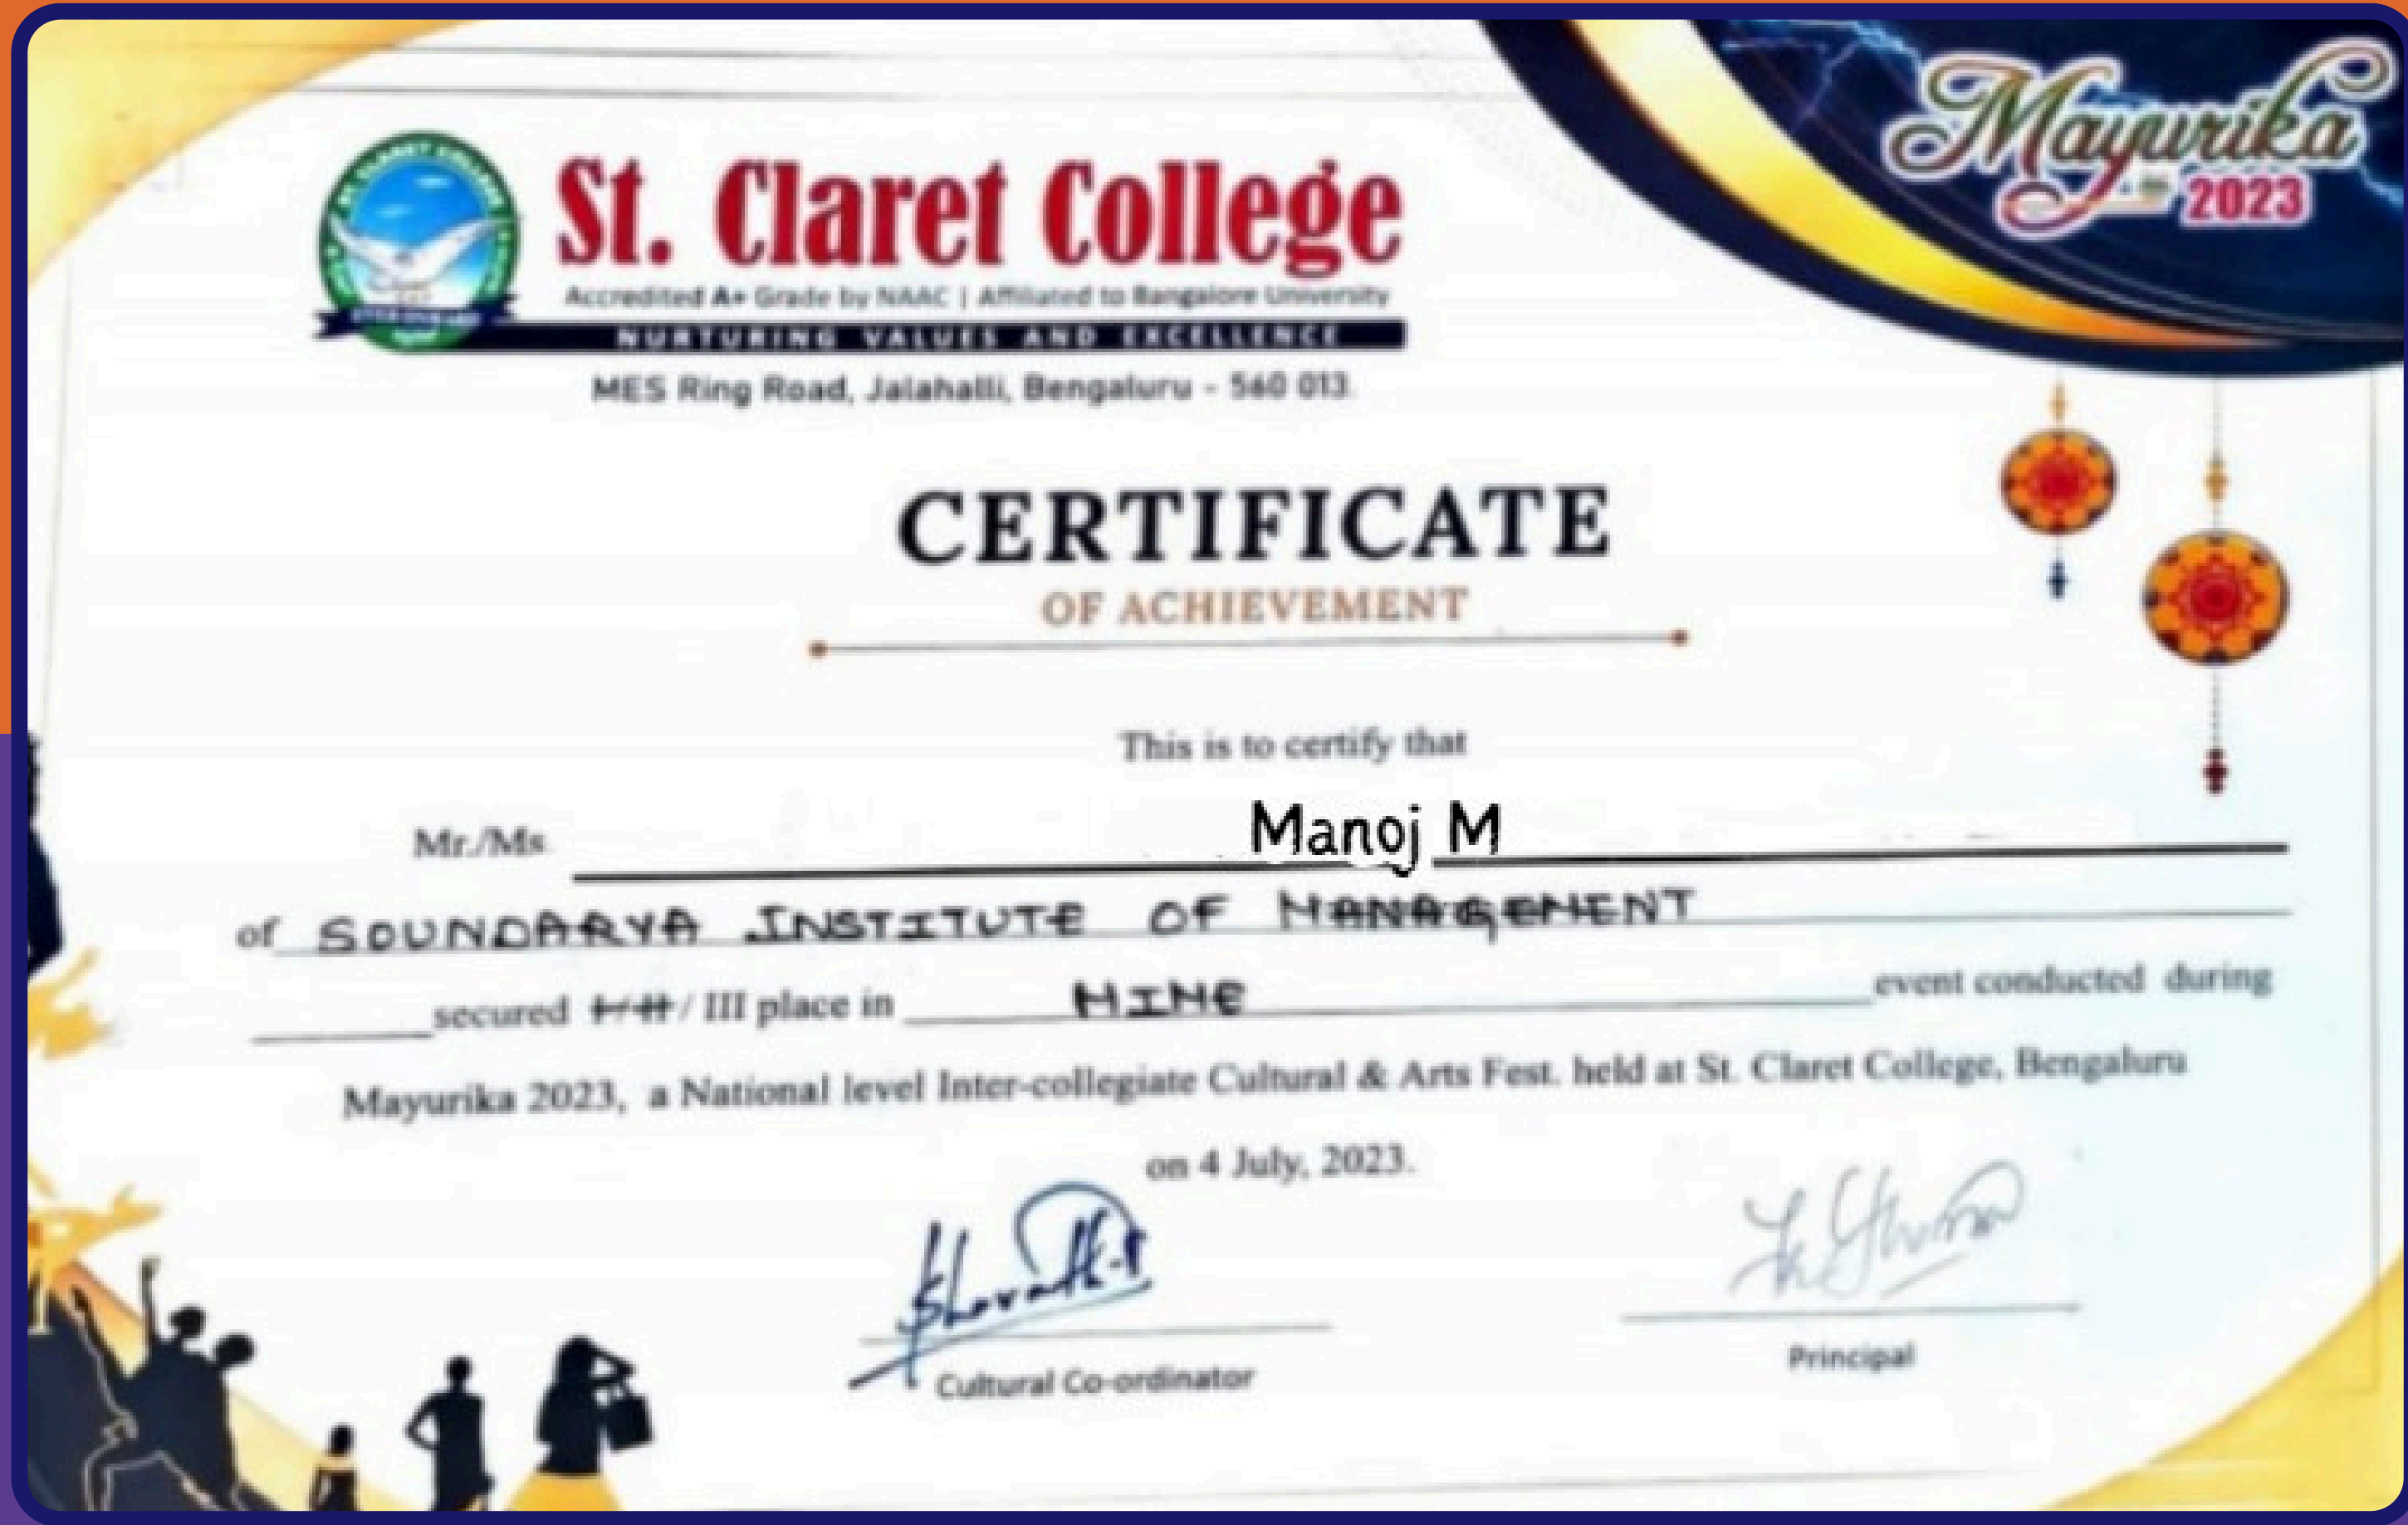 Mayurika
2023
St. Claret College
Accredited A+ Grade by NAAC | Affiliated to Bangalore University
NURTURING VALUES AND EXCELLENCE
MES Ring Road, Jalahalli, Bengaluru - 560 013.
CERTIFICATE
OF ACHIEVEMENT
This is to certify that
Mr./Ms. Manoj M
of SOUNDARYA INSTITUTE OF MANAGEMENT
secured I/II/ III place in MIME event conducted during
Mayurika 2023, a National level Inter-collegiate Cultural & Arts Fest. held at St. Claret College, Bengaluru
on 4 July, 2023.
Cultural Co-ordinator
Principal